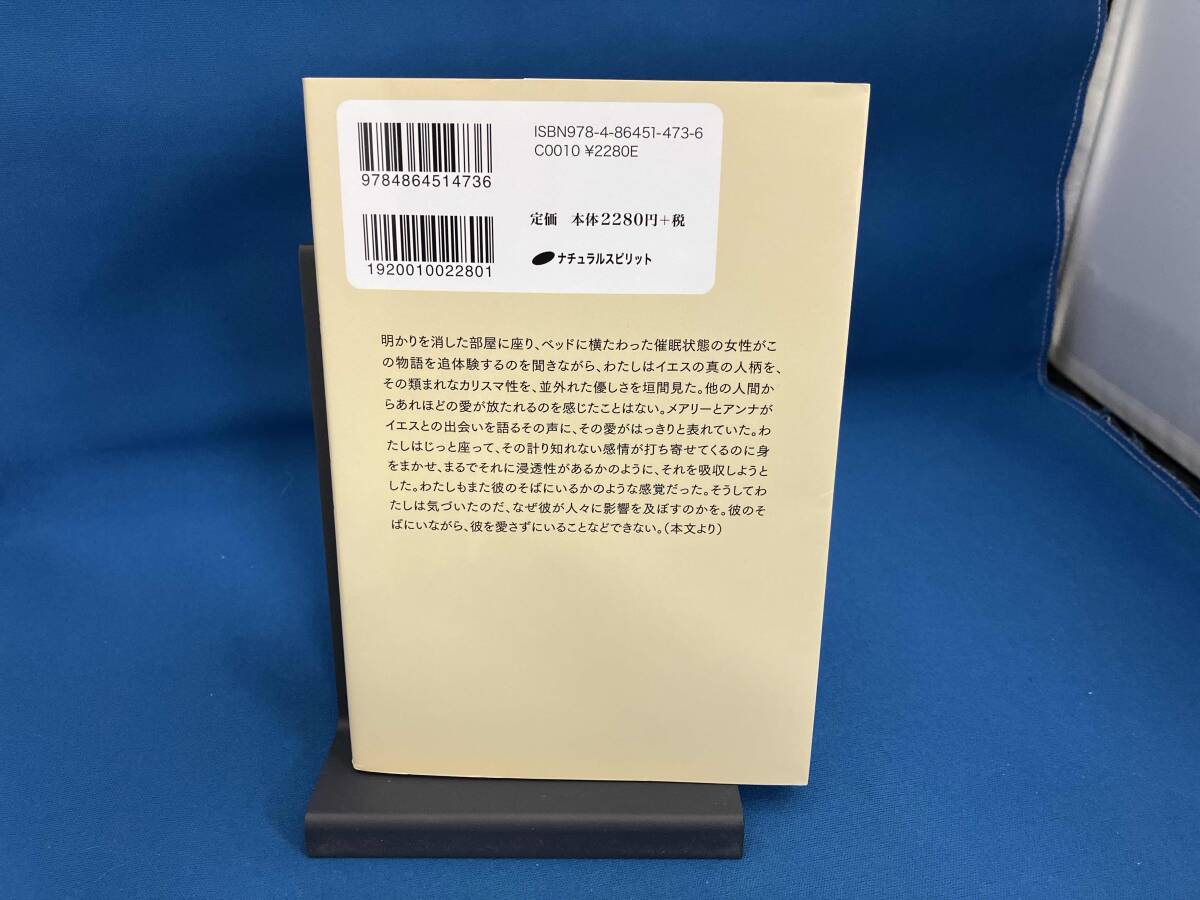 ISBN978-4-86451-473-6
C0010 ¥2280E
9784864514736
定価 本体2280円+税
1920010022801
ナチュラルスピリット
明かりを消した部屋に座り、ベッドに横たわった催眠状態の女性がこ
の物語を追体験するのを聞きながら、わたしはイエスの真の人柄を、
その類まれなカリスマ性を、並外れた優しさを垣間見た。他の人間か
らあれほどの愛が放たれるのを感じたことはない。メアリーとアンナが
イエスとの出会いを語るその声に、その愛がはっきりと表れていた。わ
たしはじっと座って、その計り知れない感情が打ち寄せてくるのに身
をまかせ、まるでそれに浸透性があるかのように、それを吸収しようと
した。わたしもまた彼のそばにいるかのような感覚だった。そうしてわ
たしは気づいたのだ、なぜ彼が人々に影響を及ぼすのかを。彼のそ
ばにいながら、彼を愛さずにいることなどできない。(本文より)